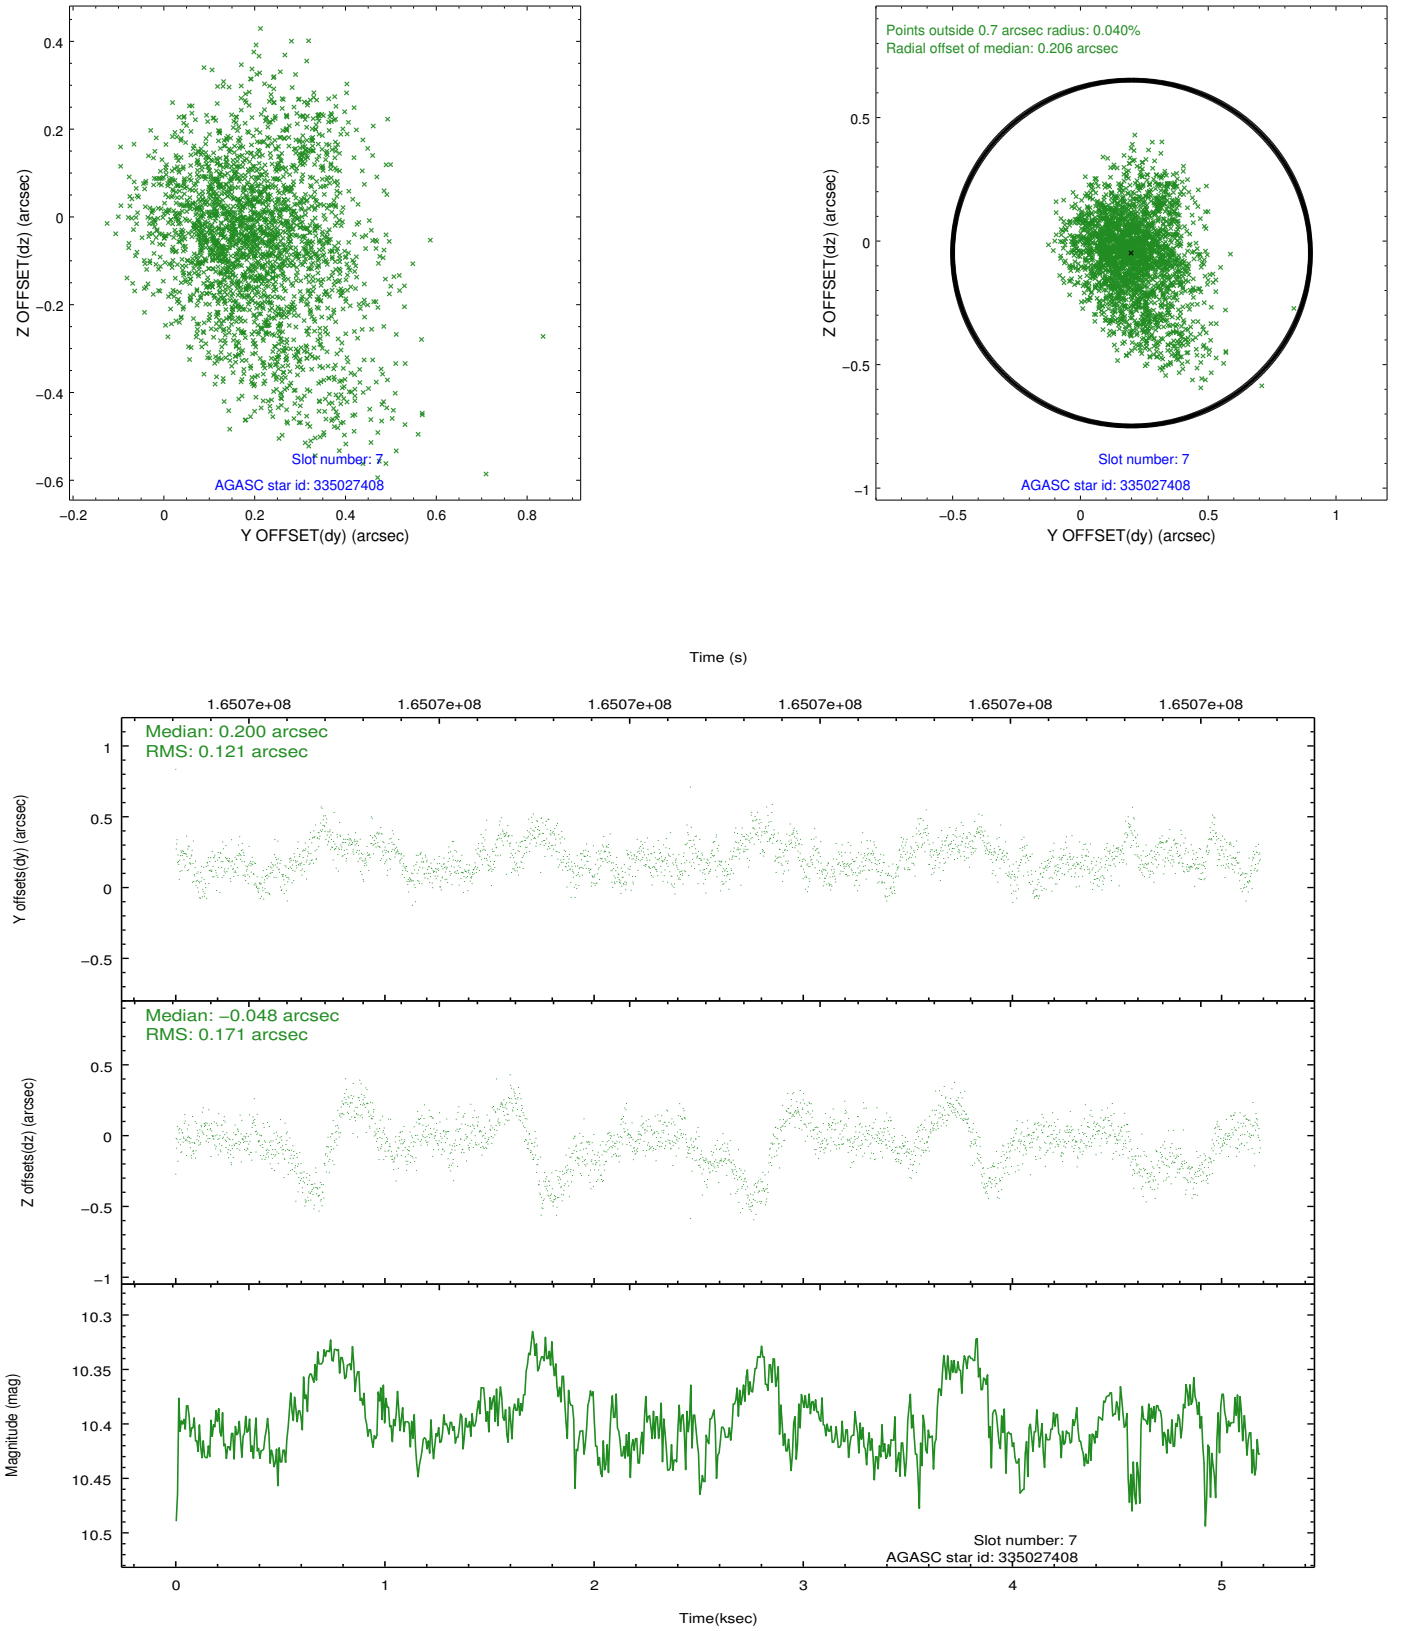 0.4
0.2
0
−0.2
−0.4
−0.6
Z OFFSET(dz) (arcsec)
Slot number: 7
AGASC star id: 335027408
−0.2 0 0.2 0.4 0.6 0.8
Y OFFSET(dy) (arcsec)
Points outside 0.7 arcsec radius: 0.040%
Radial offset of median: 0.206 arcsec
0.5
0
−0.5
−1
Z OFFSET(dz) (arcsec)
Slot number: 7
AGASC star id: 335027408
−0.5 0 0.5 1
Y OFFSET(dy) (arcsec)
Time (s)
1.6507e+08 1.6507e+08 1.6507e+08 1.6507e+08 1.6507e+08 1.6507e+08
Median: 0.200 arcsec
RMS: 0.121 arcsec
1
0.5
0
−0.5
Y offsets(dy) (arcsec)
Median: −0.048 arcsec
RMS: 0.171 arcsec
0.5
0
−0.5
−1
Z offsets(dz) (arcsec)
10.3
10.35
10.4
10.45
10.5
Magnitude (mag)
Slot number: 7
AGASC star id: 335027408
0 1 2 3 4 5
Time(ksec)